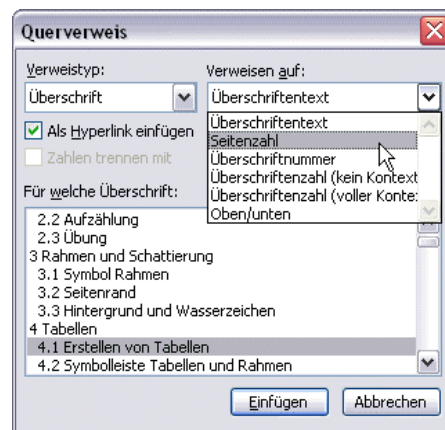 Querverweis
Verweistyp:
Verweisen auf:
Überschrift
Überschriftentext
Als Hyperlink einfügen
Zahlen trennen mit
Überschriftentext
Seitenzahl
Überschriftnummer
Überschriftenzahl (kein Kontext
Überschriftenzahl (voller Konte
Oben/unten
Für welche Überschrift:
2.2 Aufzählung
2.3 Übung
3 Rahmen und Schattierung
3.1 Symbol Rahmen
3.2 Seitenrand
3.3 Hintergrund und Wasserzeichen
4 Tabellen
4.1 Erstellen von Tabellen
4.2 Symbolleiste Tabellen und Rahmen
Einfügen
Abbrechen